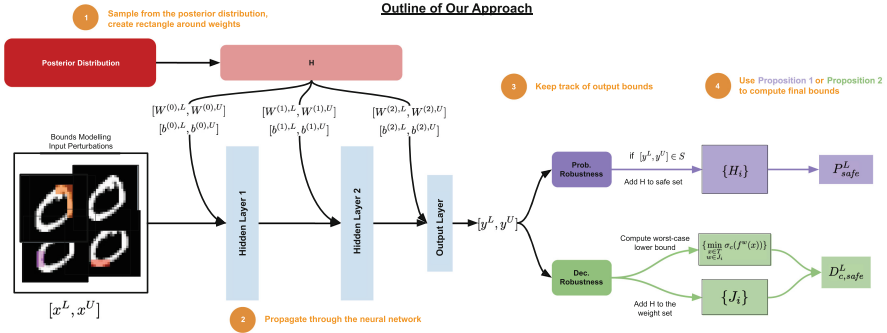 Outline of Our Approach
1
Sample from the posterior distribution,
create rectangle around weights
Posterior Distribution
H
[W^{(0),L}, W^{(0),U}]
[b^{(0),L}, b^{(0),U}]
[W^{(1),L}, W^{(1),U}]
[b^{(1),L}, b^{(1),U}]
[W^{(2),L}, W^{(2),U}]
[b^{(2),L}, b^{(2),U}]
Bounds Modelling
Input Perturbations
[x^L, x^U]
Hidden Layer 1
Hidden Layer 2
Output Layer
2
Propagate through the neural network
[y^L, y^U]
3
Keep track of output bounds
4
Use Proposition 1 or Proposition 2
to compute final bounds
Prob.
Robustness
if [y^L, y^U] ∈ S
Add H to safe set
{H_i}
P^L_{safe}
Dec.
Robustness
Compute worst-case
lower bound
{min_{x∈T, w∈J_i} σ_c(f^w(x))}
Add H to the
weight set
{J_i}
D^L_{c,safe}